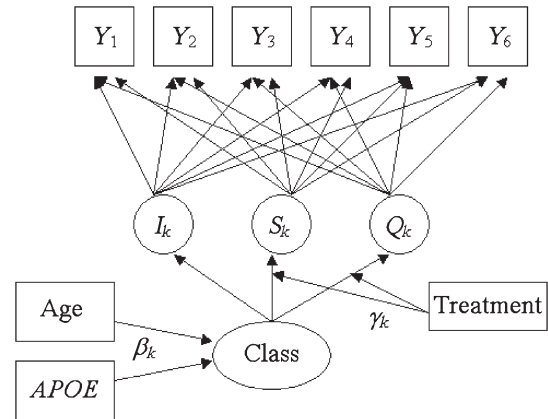 Y1 Y2 Y3 Y4 Y5 Y6
Ik Sk Qk
Age
Treatment
γk
βk
Class
APOE